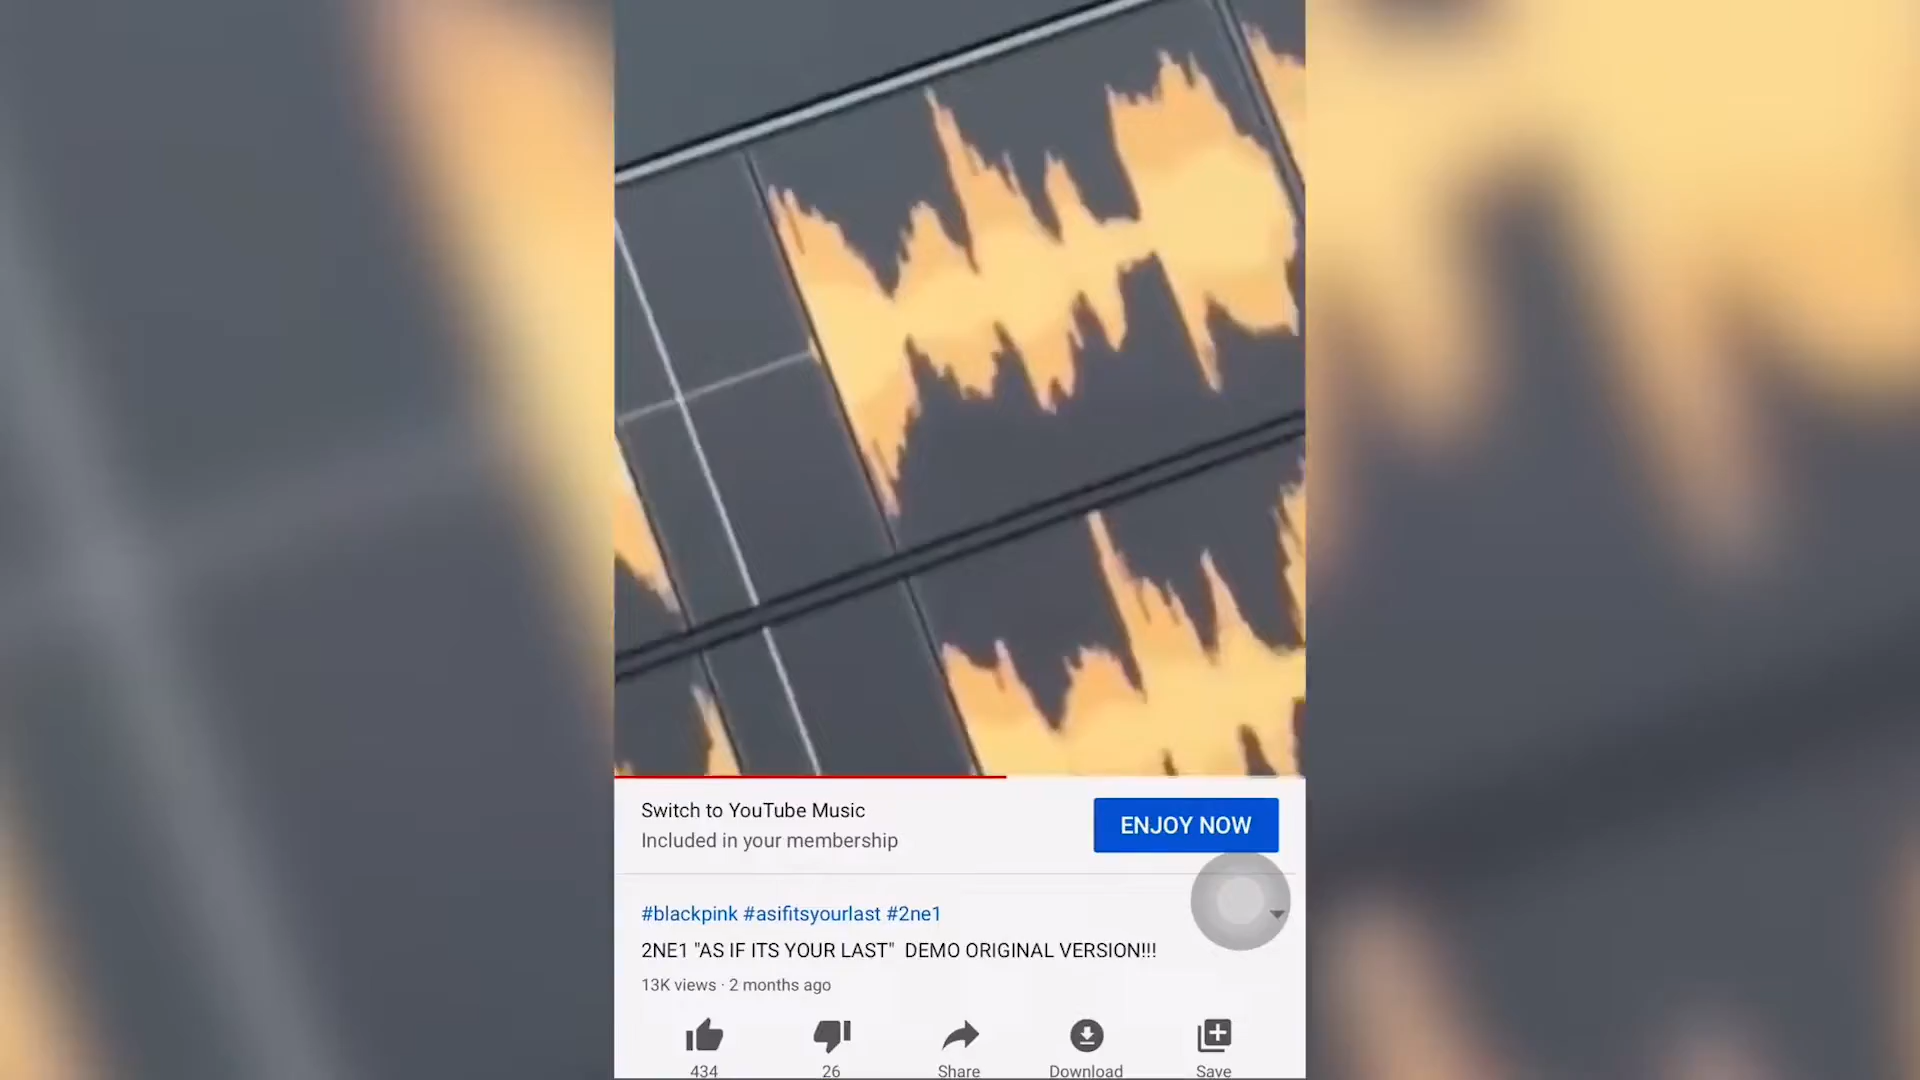 Switch to YouTube Music
Included in your membership
ENJOY NOW
#blackpink #asifitsyourlast #2ne1
2NE1 "AS IF ITS YOUR LAST" DEMO ORIGINAL VERSION!!!
13K views · 2 months ago
434
26
Share
Download
Save